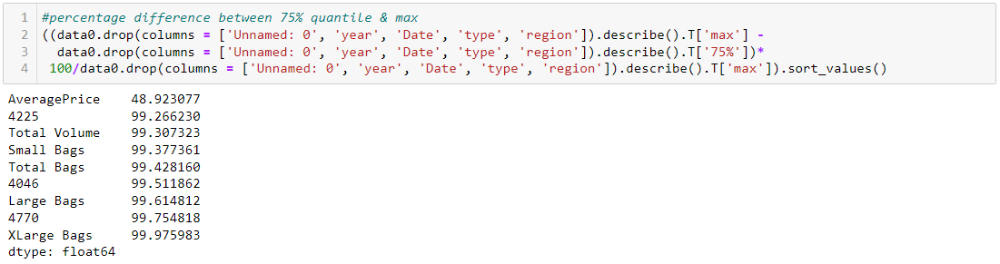 1 #percentage difference between 75% quantile & max
2 ((data0.drop(columns = ['Unnamed: 0', 'year', 'Date', 'type', 'region']).describe().T['max'] -
3 data0.drop(columns = ['Unnamed: 0', 'year', 'Date', 'type', 'region']).describe().T['75%'])*
4 100/data0.drop(columns = ['Unnamed: 0', 'year', 'Date', 'type', 'region']).describe().T['max']).sort_values()
AveragePrice 48.923077
4225 99.266230
Total Volume 99.307323
Small Bags 99.377361
Total Bags 99.428160
4046 99.511862
Large Bags 99.614812
4770 99.754818
XLarge Bags 99.975983
dtype: float64